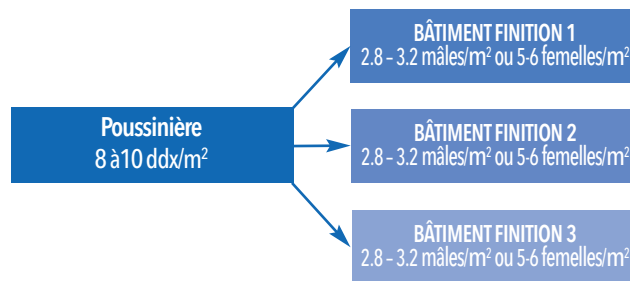 Poussinière
8 à10 ddx/m²
BÂTIMENT FINITION 1
2.8 – 3.2 mâles/m² ou 5-6 femelles/m²
BÂTIMENT FINITION 2
2.8 – 3.2 mâles/m² ou 5-6 femelles/m²
BÂTIMENT FINITION 3
2.8 – 3.2 mâles/m² ou 5-6 femelles/m²